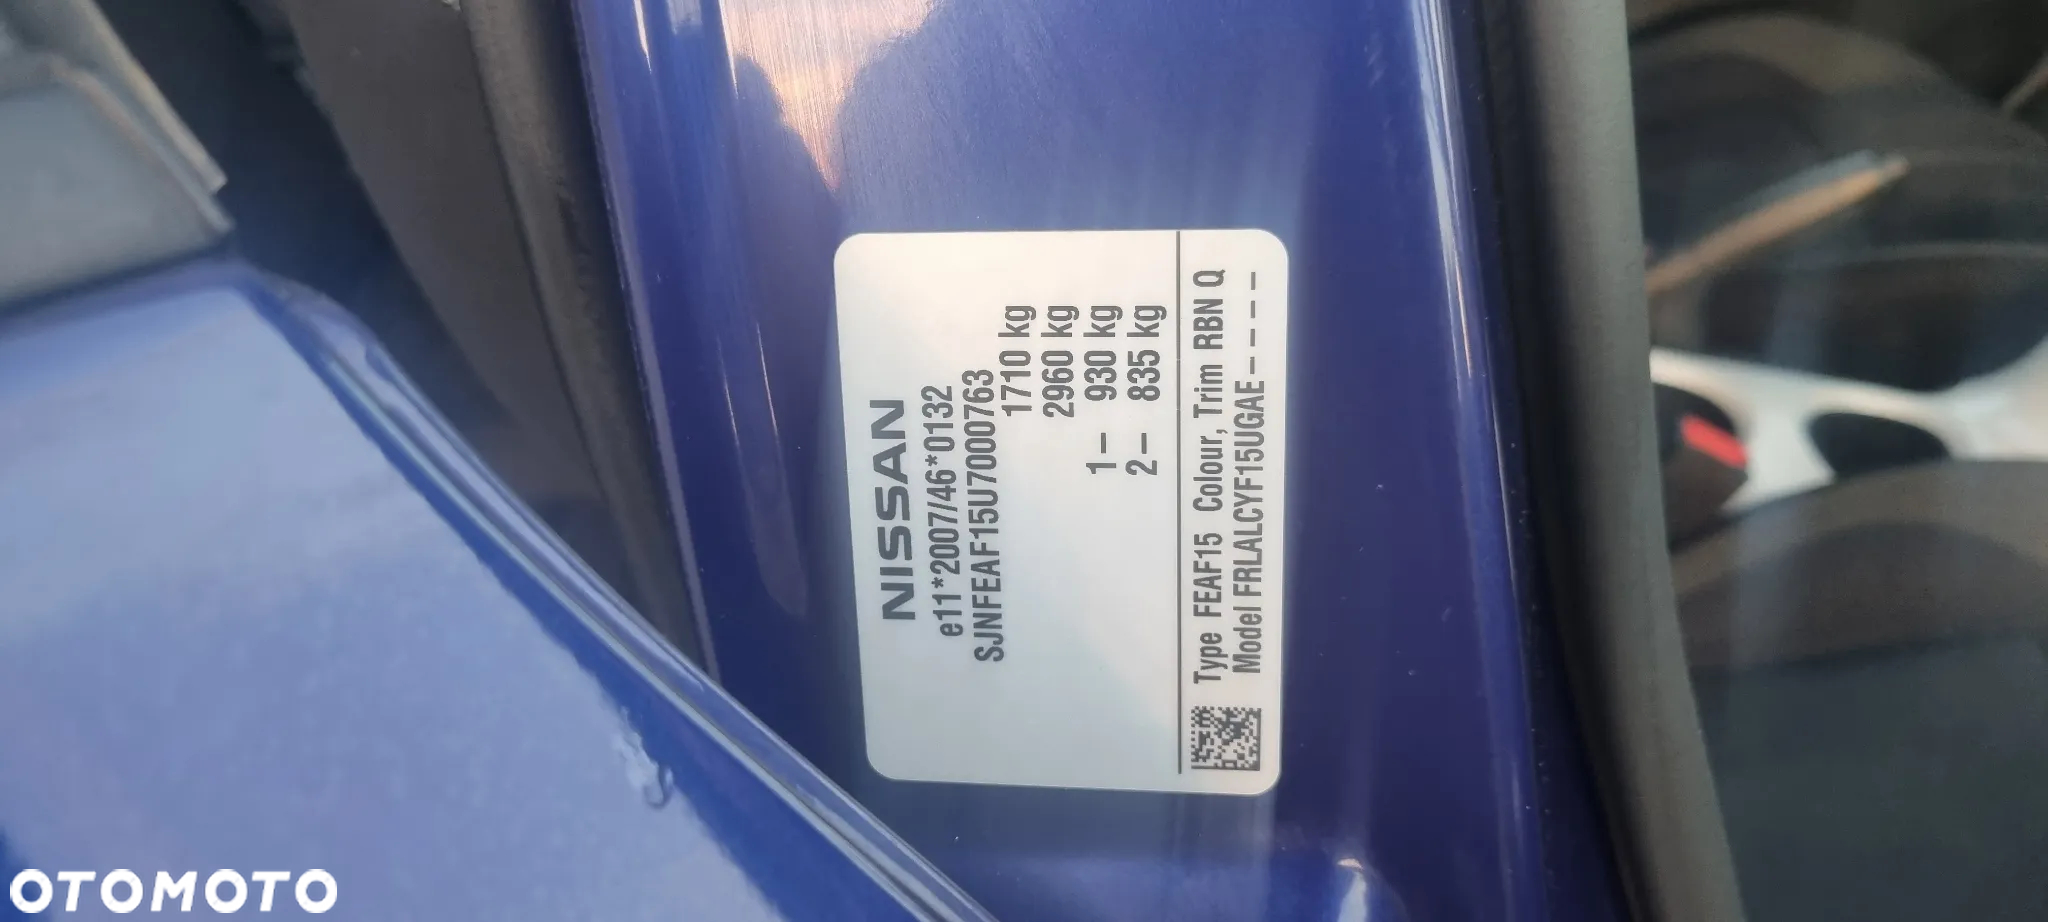 NISSAN
e11*2007/46*0132
SJNFEAF15U7000763
1710 kg
2960 kg
1– 930 kg
2– 835 kg
Type FEAF15 Colour, Trim RBN Q
Model FRLALCYF15UGAE––––
OTOMOTO